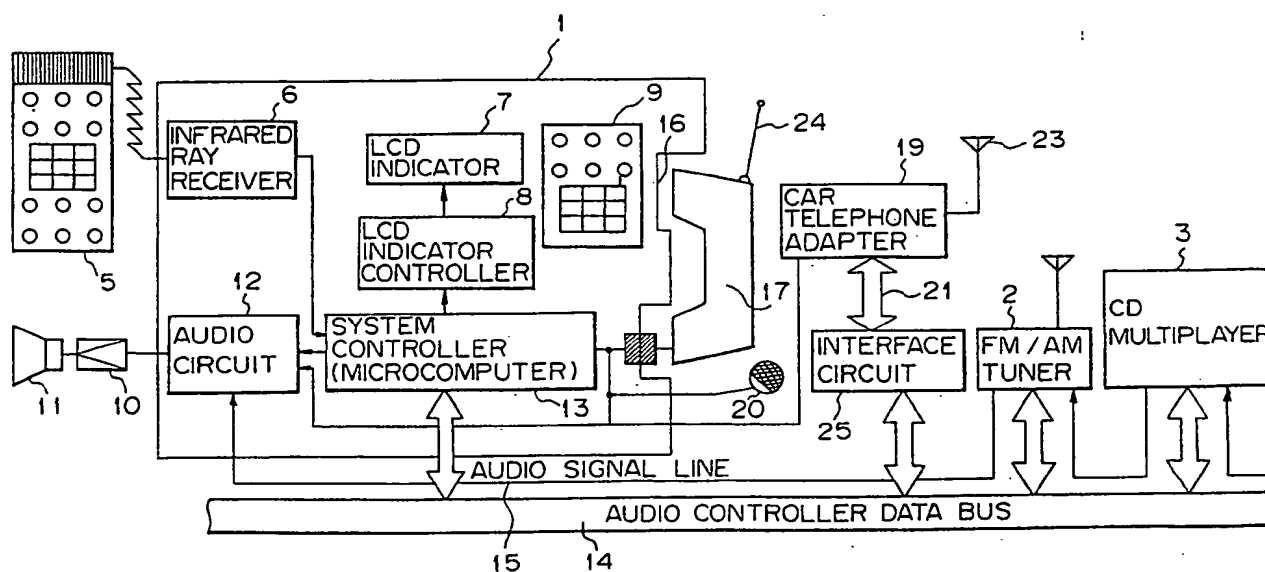 1
6
7
9
16
24
23
19
INFRARED
RAY
RECEIVER
LCD
INDICATOR
8
LCD
INDICATOR
CONTROLLER
CAR
TELEPHONE
ADAPTER
3
5
12
17
21
2
CD
MULTIPLAYER
AUDIO
CIRCUIT
SYSTEM
CONTROLLER
(MICROCOMPUTER)
INTERFACE
CIRCUIT
FM/AM
TUNER
11
10
13
20
25
AUDIO SIGNAL LINE
15
AUDIO CONTROLLER DATA BUS
14